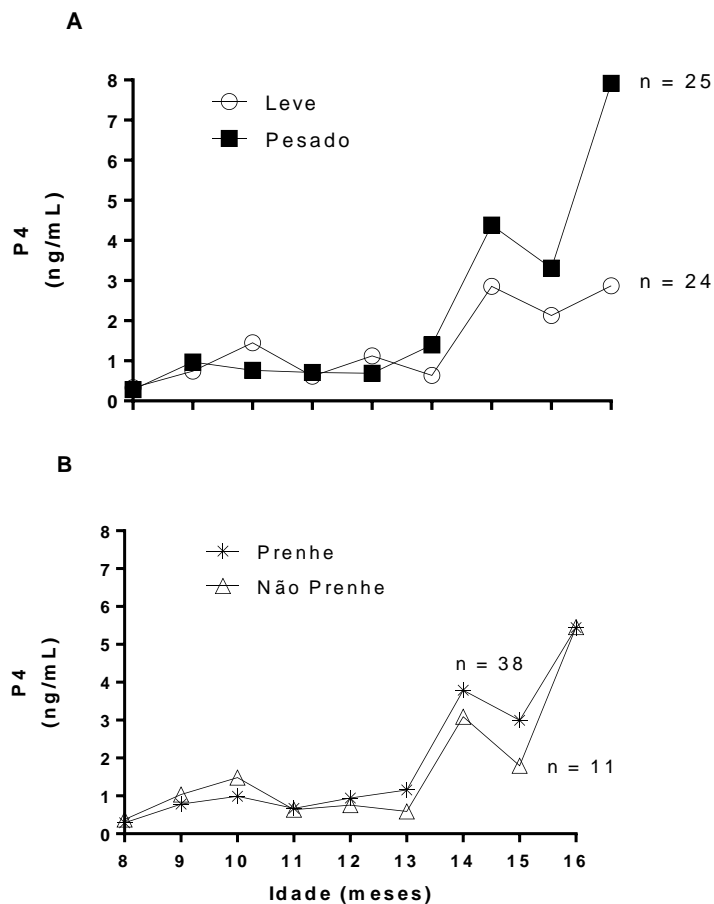 A
8
7
6
5
4
3
2
1
0
P4
(ng/mL)
Leve
Pesado
n = 25
n = 24
B
8
7
6
5
4
3
2
1
0
P4
(ng/mL)
Prenhe
Não Prenhe
n = 38
n = 11
8 9 10 11 12 13 14 15 16
Idade (meses)